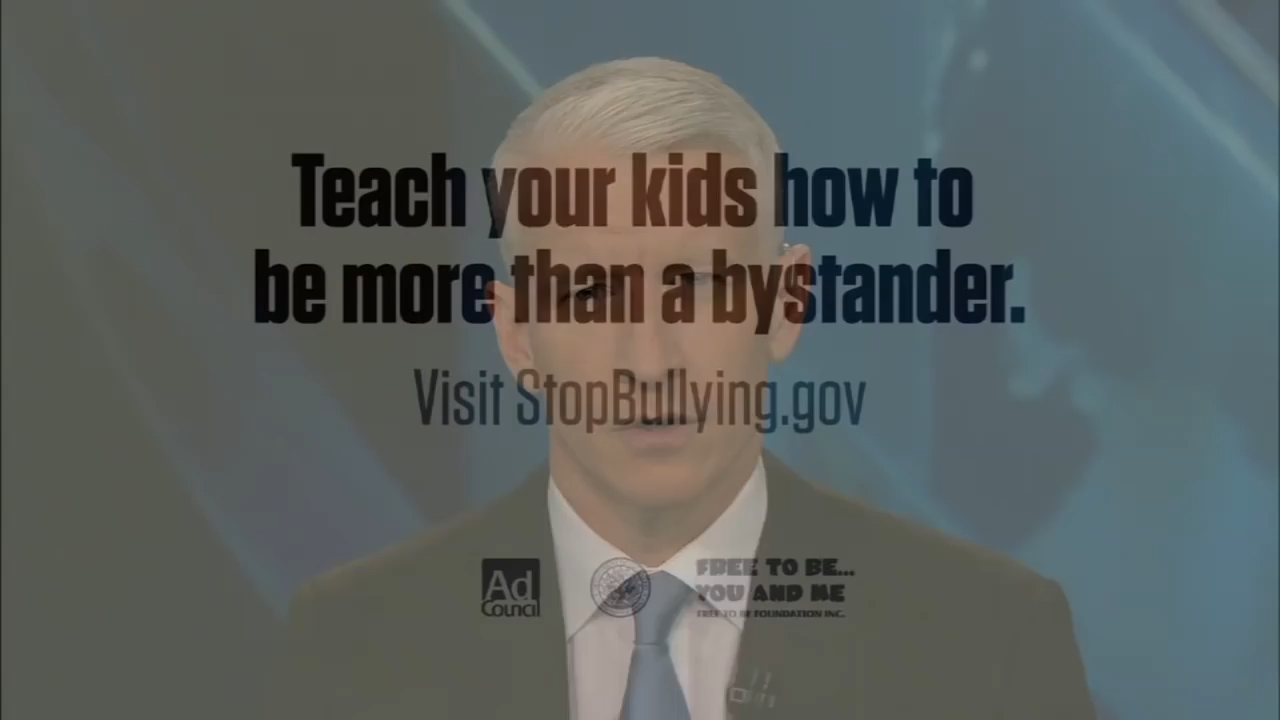 Teach your kids how to
be more than a bystander.
Visit StopBullying.gov
Ad
Council
FREE TO BE...
YOU AND ME
FREE TO BE FOUNDATION INC.